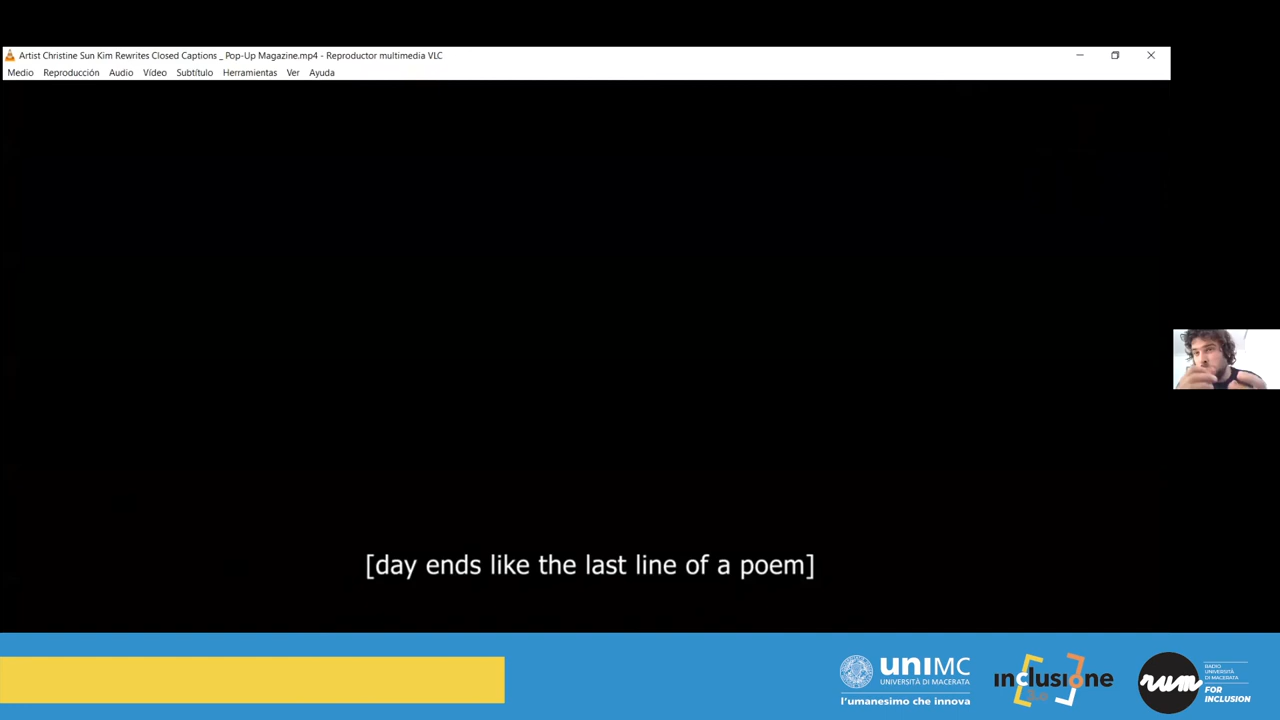 Artist Christine Sun Kim Rewrites Closed Captions _ Pop-Up Magazine.mp4 - Reproductor multimedia VLC
Medio Reproducción Audio Vídeo Subtítulo Herramientas Ver Ayuda
[day ends like the last line of a poem]
UNIMC
UNIVERSITÀ DI MACERATA
l'umanesimo che innova
inclusione
rum
RADIO
UNIVERSITÀ
DI MACERATA
FOR
INCLUSION